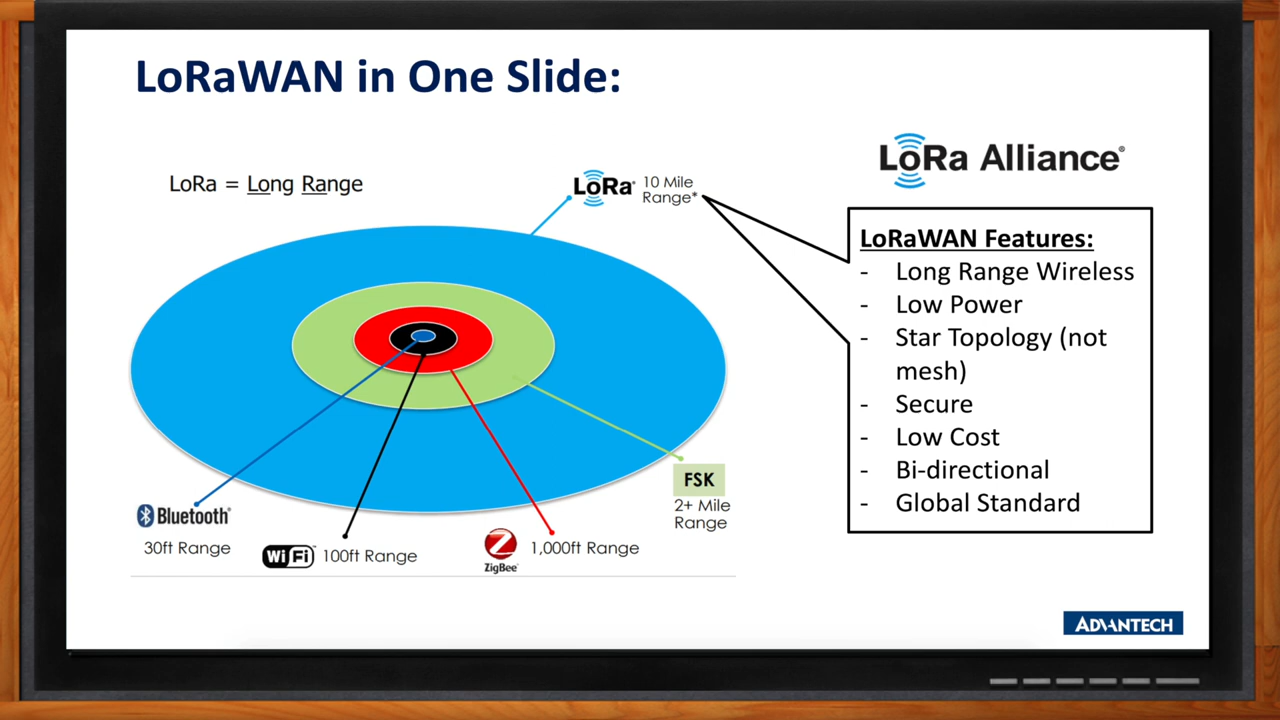 LoRaWAN in One Slide:
LoRa = Long Range
LoRa®
10 Mile
Range*
LoRa Alliance®
LoRaWAN Features:
- Long Range Wireless
- Low Power
- Star Topology (not
mesh)
- Secure
- Low Cost
- Bi-directional
- Global Standard
FSK
2+ Mile
Range
Bluetooth®
30ft Range
Wi Fi™
100ft Range
ZigBee®
1,000ft Range
ADVANTECH